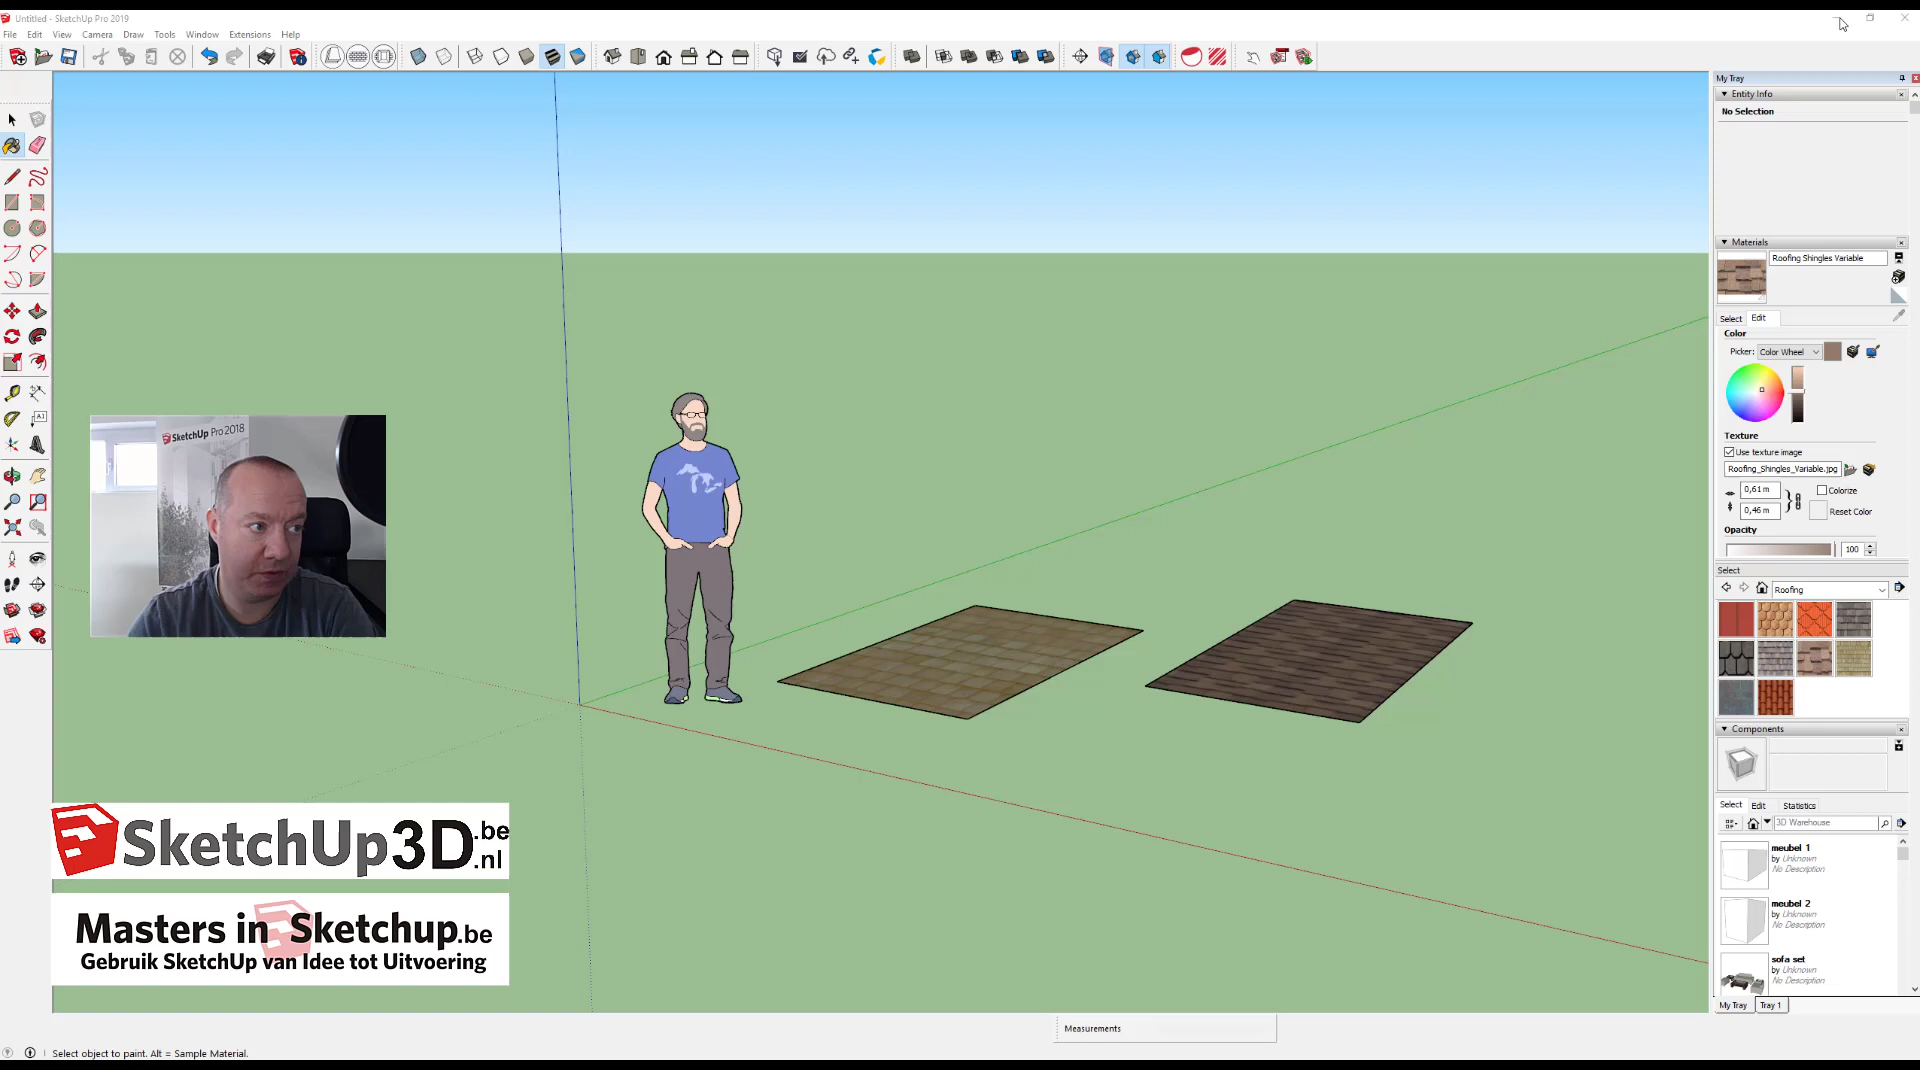 Untitled - SketchUp Pro 2019
File Edit View Camera Draw Tools Window Extensions Help
My Tray
Entity Info
No Selection
Materials
Roofing Shingles Variable
Select Edit
Color
Picker: Color Wheel
Texture
Use texture image
Roofing_Shingles_Variable.jpg
0,61 m Colorize
0,46 m Reset Color
Opacity
100
Select
Roofing
Components
Select Edit Statistics
3D Warehouse
meubel 1
by Unknown
No Description
meubel 2
by Unknown
No Description
sofa set
by Unknown
No Description
My Tray Tray 1
A1
SketchUp Pro 2018
SketchUp3D.be
.nl
Masters in Sketchup.be
Gebruik SketchUp van Idee tot Uitvoering
Measurements
Select object to paint. Alt = Sample Material.